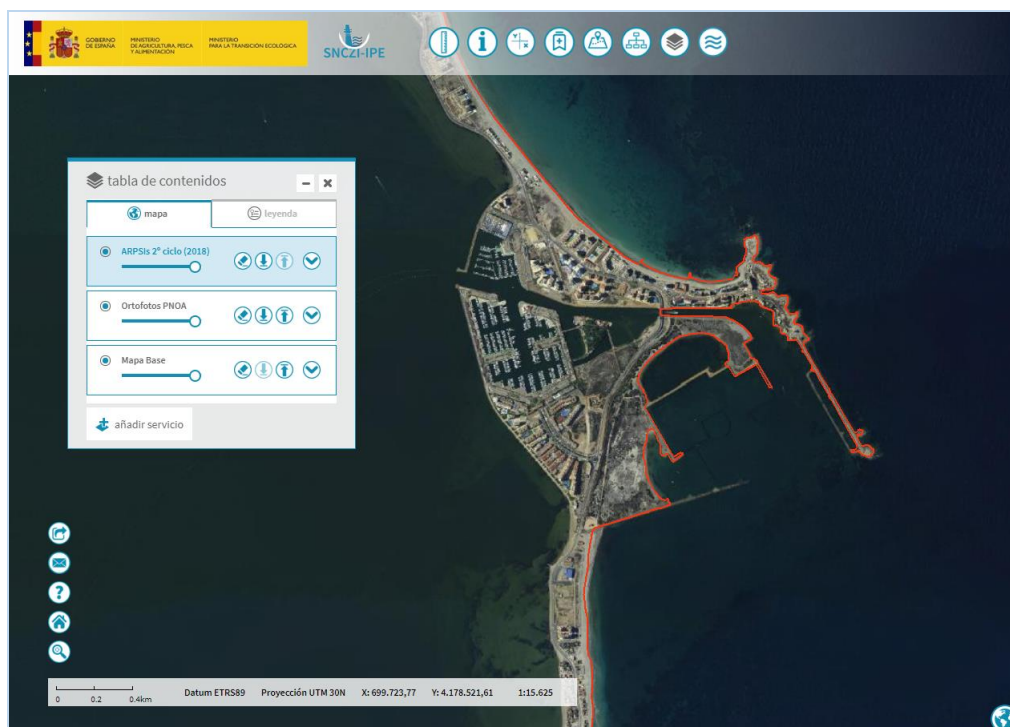 GOBIERNO
DE ESPAÑA
MINISTERIO
DE AGRICULTURA, PESCA
Y ALIMENTACIÓN
MINISTERIO
PARA LA TRANSICIÓN ECOLÓGICA
SNCZI-IPE
tabla de contenidos
mapa
leyenda
ARPSIs 2º ciclo (2018)
Ortofotos PNOA
Mapa Base
añadir servicio
0 0.2 0.4km
Datum ETRS89 Proyección UTM 30N X: 699.723,77 Y: 4.178.521,61 1:15.625